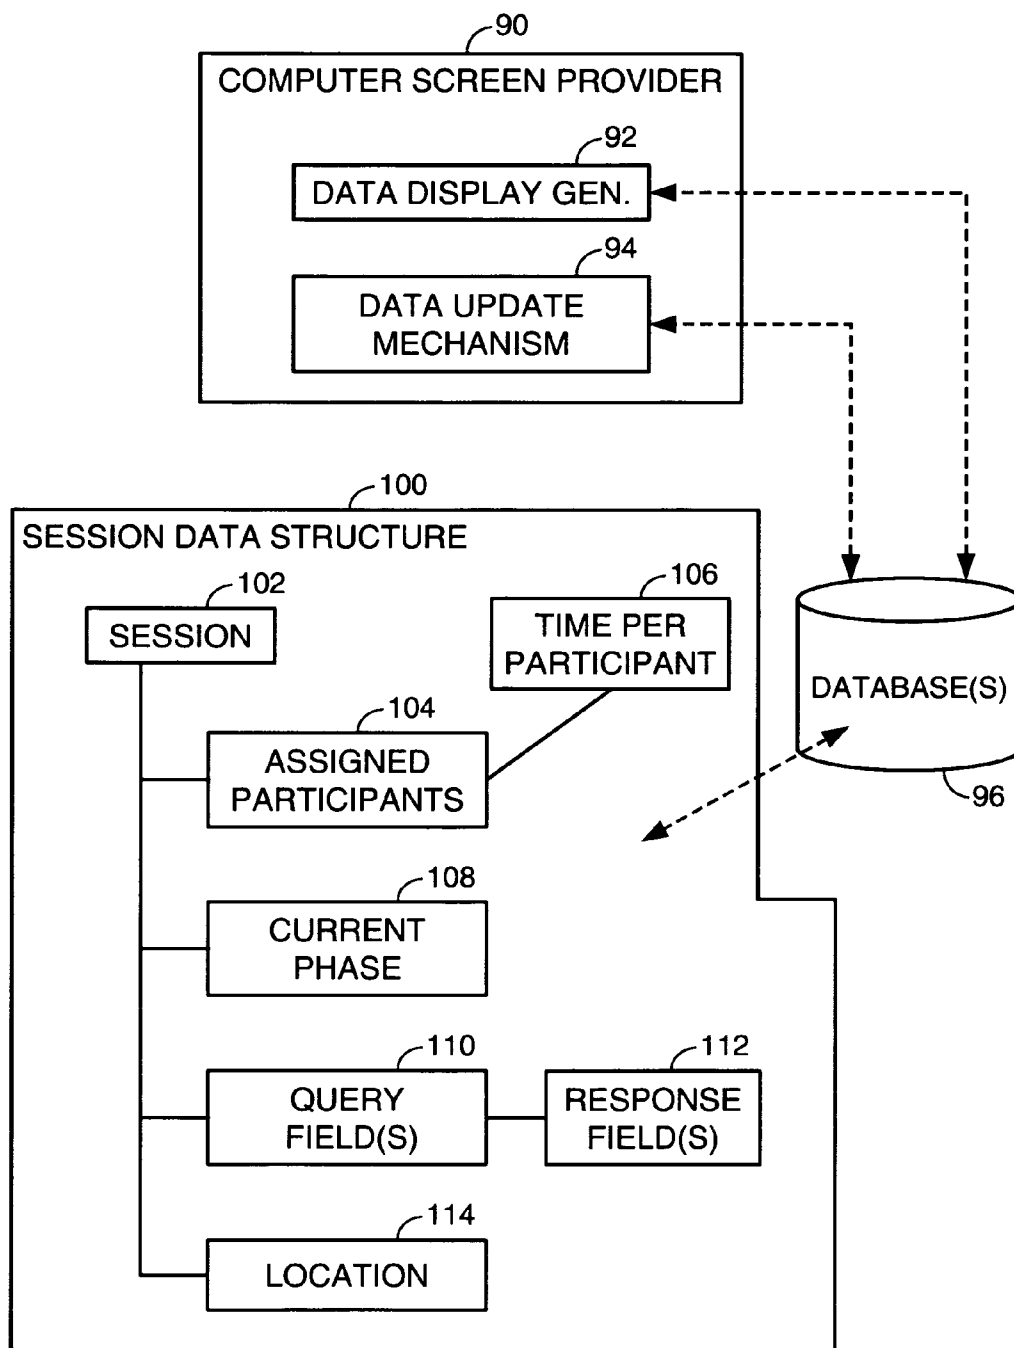 90
COMPUTER SCREEN PROVIDER
92
DATA DISPLAY GEN.
94
DATA UPDATE
MECHANISM
100
SESSION DATA STRUCTURE
102
SESSION
106
TIME PER
PARTICIPANT
DATABASE(S)
96
104
ASSIGNED
PARTICIPANTS
108
CURRENT
PHASE
110
QUERY
FIELD(S)
112
RESPONSE
FIELD(S)
114
LOCATION